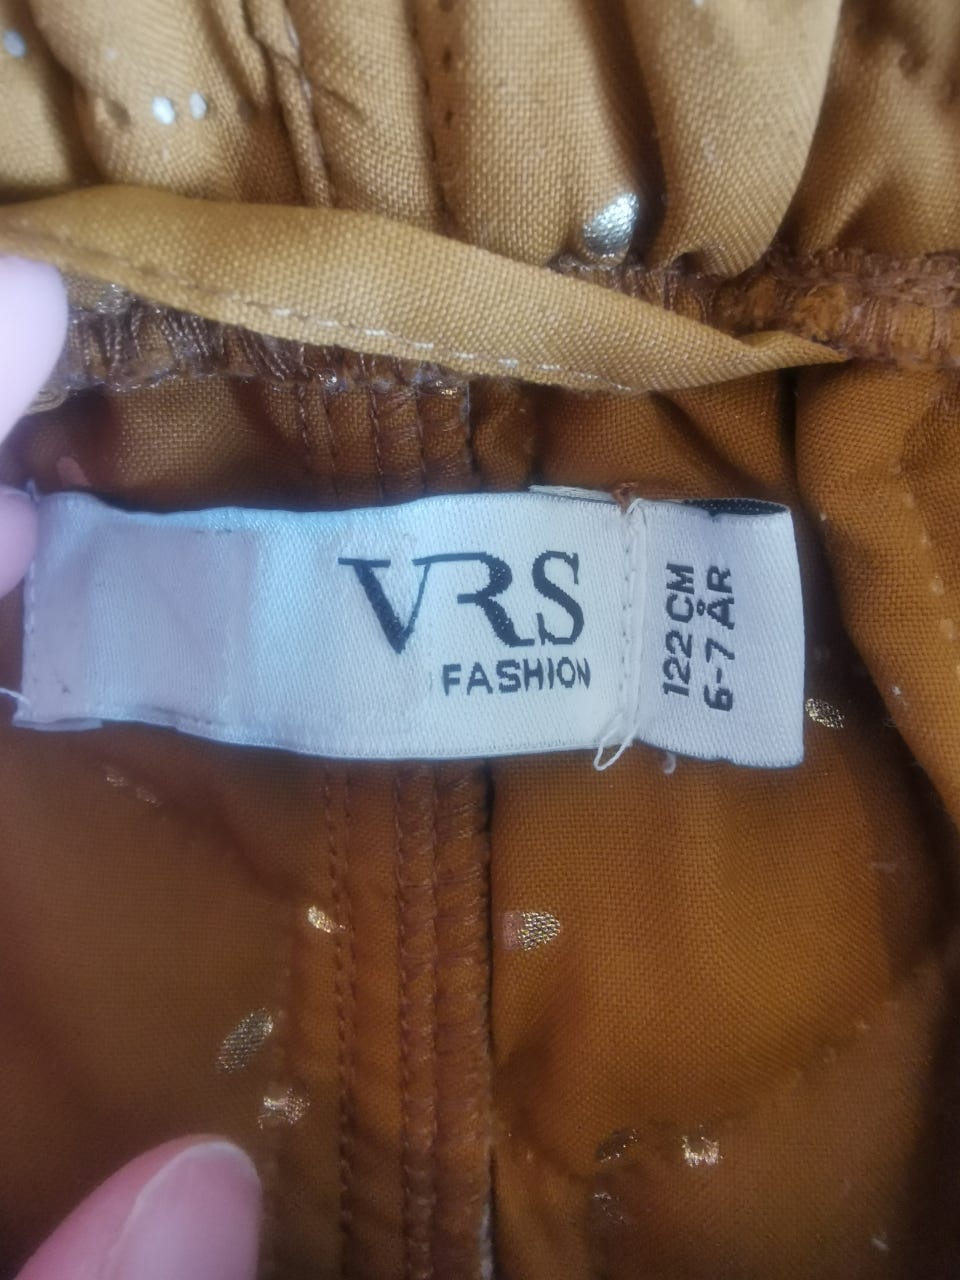 VRS
FASHION
122 CM
6-7 ÅR